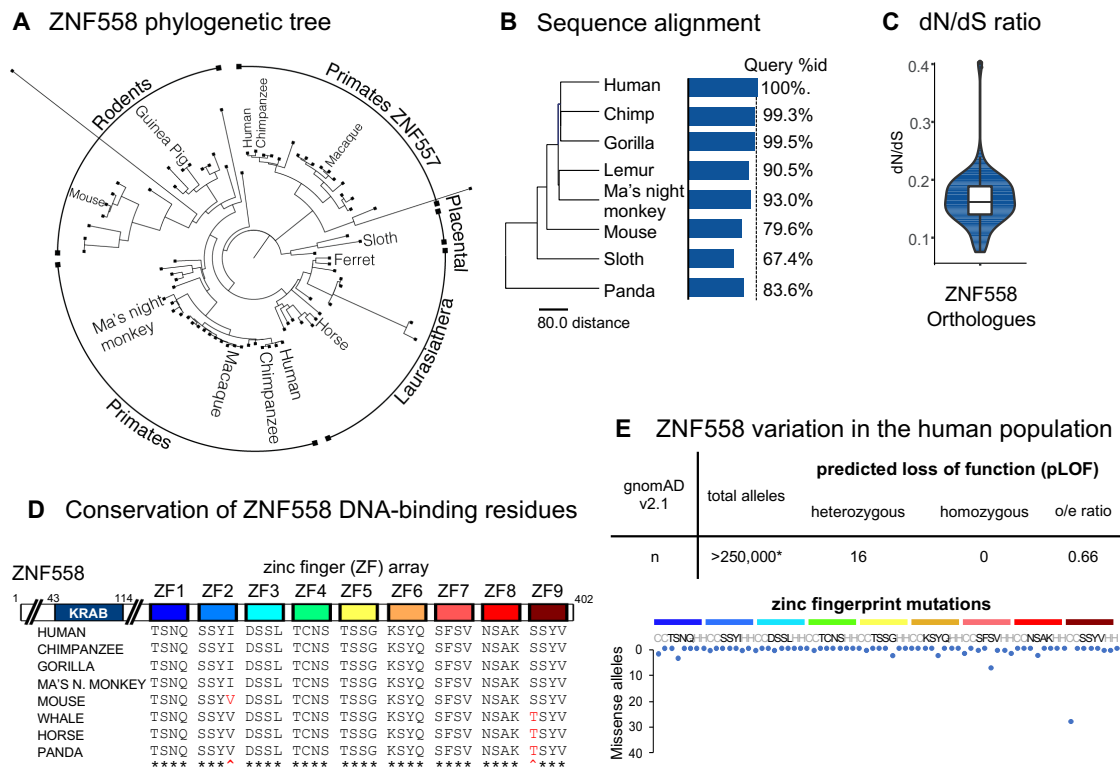 A ZNF558 phylogenetic tree
Rodents
Primates ZNF557
Placental
Laurasiathera
Primates
Guinea Pig
Human
Chimpanzee
Macaque
Mouse
Sloth
Ferret
Horse
Human
Chimpanzee
Macaque
Ma's night
monkey
B Sequence alignment
Query %id
Human 100%.
Chimp 99.3%
Gorilla 99.5%
Lemur 90.5%
Ma's night
monkey 93.0%
Mouse 79.6%
Sloth 67.4%
Panda 83.6%
80.0 distance
C dN/dS ratio
dN/dS
0.4
0.3
0.2
0.1
ZNF558
Orthologues
D Conservation of ZNF558 DNA-binding residues
ZNF558
zinc finger (ZF) array
ZF1 ZF2 ZF3 ZF4 ZF5 ZF6 ZF7 ZF8 ZF9
1 43 114 402
KRAB
HUMAN TSNQ SSYI DSSL TCNS TSSG KSYQ SFSV NSAK SSYV
CHIMPANZEE TSNQ SSYI DSSL TCNS TSSG KSYQ SFSV NSAK SSYV
GORILLA TSNQ SSYI DSSL TCNS TSSG KSYQ SFSV NSAK SSYV
MA'S N. MONKEY TSNQ SSYI DSSL TCNS TSSG KSYQ SFSV NSAK SSYV
MOUSE TSNQ SSYV DSSL TCNS TSSG KSYQ SFSV NSAK SSYV
WHALE TSNQ SSYV DSSL TCNS TSSG KSYQ SFSV NSAK TSYV
HORSE TSNQ SSYV DSSL TCNS TSSG KSYQ SFSV NSAK TSYV
PANDA TSNQ SSYV DSSL TCNS TSSG KSYQ SFSV NSAK TSYV
**** ***^ **** **** **** **** **** **** ^***
E ZNF558 variation in the human population
predicted loss of function (pLOF)
gnomAD
v2.1
total alleles heterozygous homozygous o/e ratio
n >250,000* 16 0 0.66
zinc fingerprint mutations
CCTSNQHHCCSSYIHHCCDSSLHHCCTCNSHHCCTSSGHHCCKSYQHHCCSFSVHHCCNSAKHHCCSSYVHH
Missense alleles
0
10
20
30
40